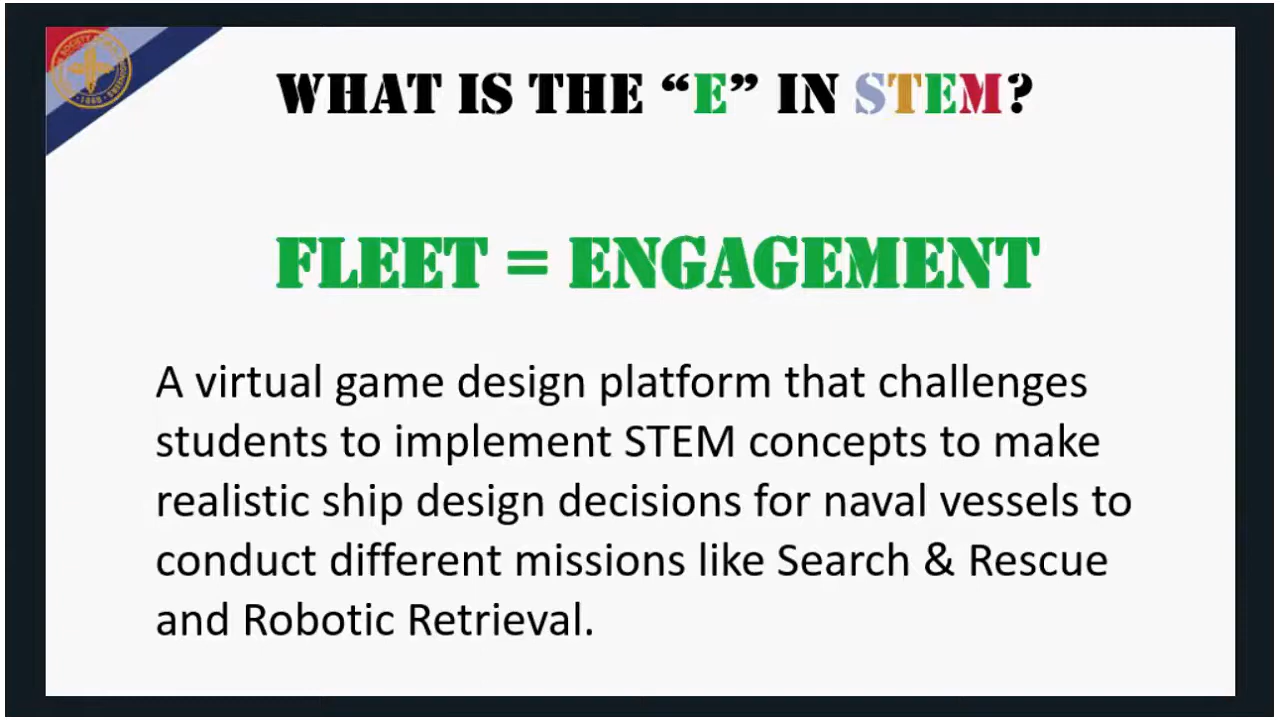 WHAT IS THE “E” IN STEM?
FLEET = ENGAGEMENT
A virtual game design platform that challenges
students to implement STEM concepts to make
realistic ship design decisions for naval vessels to
conduct different missions like Search & Rescue
and Robotic Retrieval.